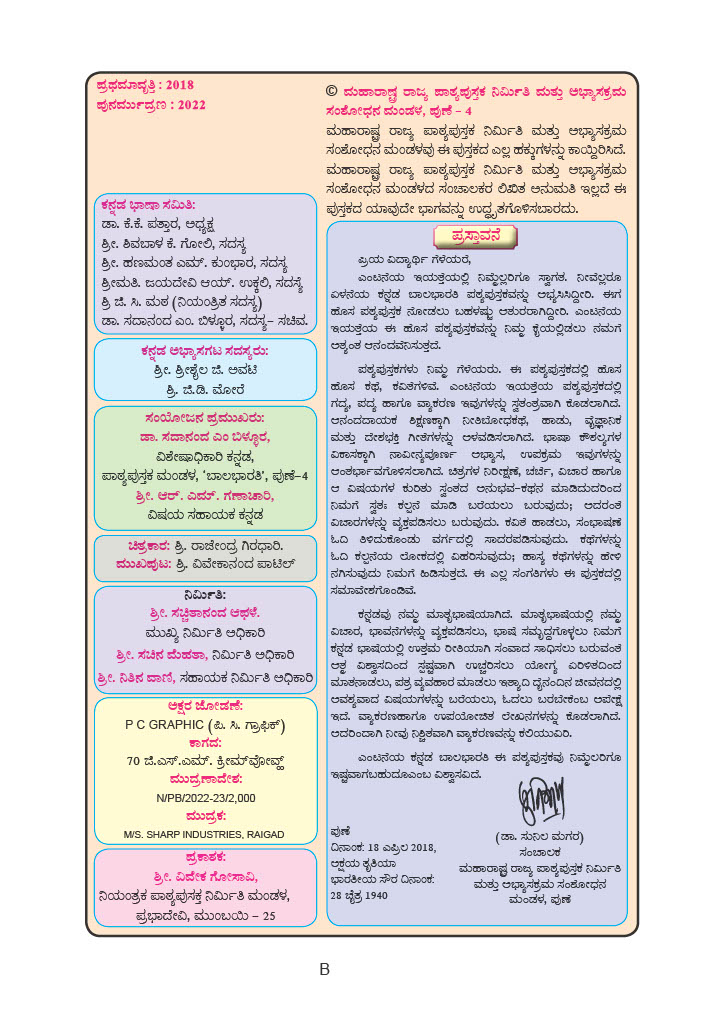 ಪ್ರಥಮಾವೃತ್ತಿ : 2018
ಪುನರ್ಮುದ್ರಣ : 2022
© ಮಹಾರಾಷ್ಟ್ರ ರಾಜ್ಯ ಪಾಠ್ಯಪುಸ್ತಕ ನಿರ್ಮಿತಿ ಮತ್ತು ಅಭ್ಯಾಸಕ್ರಮ
ಸಂಶೋಧನ ಮಂಡಳ, ಪುಣೆ – 4
ಮಹಾರಾಷ್ಟ್ರ ರಾಜ್ಯ ಪಾಠ್ಯಪುಸ್ತಕ ನಿರ್ಮಿತಿ ಮತ್ತು ಅಭ್ಯಾಸಕ್ರಮ
ಸಂಶೋಧನ ಮಂಡಳವು ಈ ಪುಸ್ತಕದ ಎಲ್ಲ ಹಕ್ಕುಗಳನ್ನು ಕಾಯ್ದಿರಿಸಿದೆ.
ಮಹಾರಾಷ್ಟ್ರ ರಾಜ್ಯ ಪಾಠ್ಯಪುಸ್ತಕ ನಿರ್ಮಿತಿ ಮತ್ತು ಅಭ್ಯಾಸಕ್ರಮ
ಸಂಶೋಧನ ಮಂಡಳದ ಸಂಚಾಲಕರ ಲಿಖಿತ ಅನುಮತಿ ಇಲ್ಲದೆ ಈ
ಪುಸ್ತಕದ ಯಾವುದೇ ಭಾಗವನ್ನು ಉದ್ಧೃತಗೊಳಿಸಬಾರದು.
ಕನ್ನಡ ಭಾಷಾ ಸಮಿತಿ:
ಡಾ. ಕೆ.ಕೆ. ಪತ್ತಾರ, ಅಧ್ಯಕ್ಷ
ಶ್ರೀ. ಶಿವಬಾಳ ಕೆ. ಗೋಲಿ, ಸದಸ್ಯ
ಶ್ರೀ. ಹಣಮಂತ ಎಮ್. ಕುಂಭಾರ, ಸದಸ್ಯ
ಶ್ರೀಮತಿ. ಜಯದೇವಿ ಆಯ್. ಉಕ್ಕಲಿ, ಸದಸ್ಯೆ
ಶ್ರಿ ಜಿ. ಸಿ. ಮಠ (ನಿಯಂತ್ರಿತ ಸದಸ್ಯ)
ಡಾ. ಸದಾನಂದ ಎಂ. ಬಿಳ್ಳೂರ, ಸದಸ್ಯ– ಸಚಿವ.
ಕನ್ನಡ ಅಭ್ಯಾಸಗಟ ಸದಸ್ಯರು:
ಶ್ರೀ. ಶ್ರೀಶೈಲ ಜಿ. ಅವಟಿ
ಶ್ರಿ. ಜಿ.ಡಿ. ಮೋರೆ
ಸಂಯೋಜನ ಪ್ರಮುಖರು:
ಡಾ. ಸದಾನಂದ ಎಂ ಬಿಳ್ಳೂರ,
ವಿಶೇಷಾಧಿಕಾರಿ ಕನ್ನಡ,
ಪಾಠ್ಯಪುಸ್ತಕ ಮಂಡಳ, ‘ಬಾಲಭಾರತಿ’, ಪುಣೆ–4
ಶ್ರೀ. ಆರ್. ಎಮ್. ಗಣಾಚಾರಿ,
ವಿಷಯ ಸಹಾಯಕ ಕನ್ನಡ
ಚಿತ್ರಕಾರ: ಶ್ರಿ. ರಾಜೇಂದ್ರ ಗಿರಧಾರಿ.
ಮುಖಪುಟ: ಶ್ರಿ. ವಿವೇಕಾನಂದ ಪಾಟಿಲ್
ನಿರ್ಮಿತಿ:
ಶ್ರೀ. ಸಚ್ಚಿತಾನಂದ ಆಫಳೆ.
ಮುಖ್ಯ ನಿರ್ಮಿತಿ ಅಧಿಕಾರಿ
ಶ್ರೀ. ಸಚಿನ ಮೆಹತಾ, ನಿರ್ಮಿತಿ ಅಧಿಕಾರಿ
ಶ್ರೀ. ನಿತಿನ ವಾಣಿ, ಸಹಾಯಕ ನಿರ್ಮಿತಿ ಅಧಿಕಾರಿ
ಅಕ್ಷರ ಜೋಡಣೆ:
P C GRAPHIC (ಪಿ. ಸಿ. ಗ್ರಾಫಿಕ್)
ಕಾಗದ:
70 ಜಿ.ಎಸ್.ಎಮ್. ಕ್ರೀಮ್‌ವೋವ್ಹ್
ಮುದ್ರಣಾದೇಶ:
N/PB/2022-23/2,000
ಮುದ್ರಕ:
M/S. SHARP INDUSTRIES, RAIGAD
ಪ್ರಕಾಶಕ:
ಶ್ರೀ. ವಿವೇಕ ಗೋಸಾವಿ,
ನಿಯಂತ್ರಕ ಪಾಠ್ಯಪುಸಕ್ತ ನಿರ್ಮಿತಿ ಮಂಡಳ,
ಪ್ರಭಾದೇವಿ, ಮುಂಬಯಿ – 25
ಪ್ರಸ್ತಾವನೆ
ಪ್ರಿಯ ವಿದ್ಯಾರ್ಥಿ ಗೆಳೆಯರೆ,
ಎಂಟನೆಯ ಇಯತ್ತೆಯಲ್ಲಿ ನಿಮ್ಮೆಲ್ಲರಿಗೂ ಸ್ವಾಗತ. ನೀವೆಲ್ಲರೂ
ಏಳನೆಯ ಕನ್ನಡ ಬಾಲಭಾರತಿ ಪಠ್ಯಪುಸ್ತಕವನ್ನು ಅಭ್ಯಸಿಸಿದ್ದೀರಿ. ಈಗ
ಹೊಸ ಪಠ್ಯಪುಸ್ತಕ ನೋಡಲು ಬಹಳಷ್ಟು ಆತುರರಾಗಿದ್ದೀರಿ. ಎಂಟನೆಯ
ಇಯತ್ತೆಯ ಈ ಹೊಸ ಪಠ್ಯಪುಸ್ತಕವನ್ನು ನಿಮ್ಮ ಕೈಯಲ್ಲಿಡಲು ನಮಗೆ
ಅತ್ಯಂತ ಆನಂದವೆನಿಸುತ್ತದೆ.
ಪಠ್ಯಪುಸ್ತಕಗಳು ನಿಮ್ಮ ಗೆಳೆಯರು. ಈ ಪಠ್ಯಪುಸ್ತಕದಲ್ಲಿ ಹೊಸ
ಹೊಸ ಕಥೆ, ಕವಿತೆಗಳಿವೆ. ಎಂಟನೆಯ ಇಯತ್ತೆಯ ಪಠ್ಯಪುಸ್ತಕದಲ್ಲಿ
ಗದ್ಯ, ಪದ್ಯ ಹಾಗೂ ವ್ಯಾಕರಣ ಇವುಗಳನ್ನು ಸ್ವತಂತ್ರವಾಗಿ ಕೊಡಲಾಗಿದೆ.
ಆನಂದದಾಯಕ ಶಿಕ್ಷಣಕ್ಕಾಗಿ ನೀತಿಬೋಧಕಥೆ, ಹಾಡು, ವೈಜ್ಞಾನಿಕ
ಮತ್ತು ದೇಶಭಕ್ತಿ ಗೀತೆಗಳನ್ನು ಅಳವಡಿಸಲಾಗಿದೆ. ಭಾಷಾ ಕೌಶಲ್ಯಗಳ
ವಿಕಾಸಕ್ಕಾಗಿ ನಾವೀನ್ಯಪೂರ್ಣ ಅಭ್ಯಾಸ, ಉಪಕ್ರಮ ಇವುಗಳನ್ನು
ಅಂತರ್ಭಾವಗೊಳಿಸಲಾಗಿದೆ. ಚಿತ್ರಗಳ ನಿರೀಕ್ಷಣೆ, ಚರ್ಚೆ, ವಿಚಾರ ಹಾಗೂ
ಆ ವಿಷಯಗಳ ಕುರಿತು ಸ್ವಂತದ ಅನುಭವ–ಕಥನ ಮಾಡಿದುದರಿಂದ
ನಿಮಗೆ ಸ್ವತಃ ಕಲ್ಪನೆ ಮಾಡಿ ಬರೆಯಲು ಬರುವುದು; ಅದರಂತೆ
ವಿಚಾರಗಳನ್ನು ವ್ಯಕ್ತಪಡಿಸಲು ಬರುವುದು. ಕವಿತೆ ಹಾಡಲು, ಸಂಭಾಷಣೆ
ಓದಿ ತಿಳಿದುಕೊಂಡು ವರ್ಗದಲ್ಲಿ ಸಾದರಪಡಿಸುವುದು. ಕಥೆಗಳನ್ನು
ಓದಿ ಕಲ್ಪನೆಯ ಲೋಕದಲ್ಲಿ ವಿಹರಿಸುವುದು; ಹಾಸ್ಯ ಕಥೆಗಳನ್ನು ಹೇಳಿ
ನಗಿಸುವುದು ನಿಮಗೆ ಹಿಡಿಸುತ್ತದೆ. ಈ ಎಲ್ಲ ಸಂಗತಿಗಳು ಈ ಪುಸ್ತಕದಲ್ಲಿ
ಸಮಾವೇಶಗೊಂಡಿವೆ.
ಕನ್ನಡವು ನಮ್ಮ ಮಾತೃಭಾಷೆಯಾಗಿದೆ. ಮಾತೃಭಾಷೆಯಲ್ಲಿ ನಮ್ಮ
ವಿಚಾರ, ಭಾವನೆಗಳನ್ನು ವ್ಯಕ್ತಪಡಿಸಲು, ಭಾಷೆ ಸಮೃದ್ದಗೊಳ್ಳಲು ನಿಮಗೆ
ಕನ್ನಡ ಭಾಷೆಯಲ್ಲಿ ಉತ್ತಮ ರೀತಿಯಾಗಿ ಸಂವಾದ ಸಾಧಿಸಲು ಬರುವಂತೆ
ಆತ್ಮ ವಿಶ್ವಾಸದಿಂದ ಸ್ಪಷ್ಟವಾಗಿ ಉಚ್ಚರಿಸಲು ಯೋಗ್ಯ ಏರಿಳಿತದಿಂದ
ಮಾತನಾಡಲು, ಪತ್ರ ವ್ಯವಹಾರ ಮಾಡಲು ಇತ್ಯಾದಿ ದೈನಂದಿನ ಜೀವನದಲ್ಲಿ
ಅವಶ್ಯವಾದ ವಿಷಯಗಳನ್ನು ಬರೆಯಲು, ಓದಲು ಬರಬೇಕೆಂಬ ಅಪೇಕ್ಷೆ
ಇದೆ. ವ್ಯಾಕರಣಹಾಗೂ ಉಪಯೋಜಿತ ಲೇಖನಗಳನ್ನು ಕೊಡಲಾಗಿದೆ.
ಅದರಿಂದಾಗಿ ನೀವು ನಿಶ್ಚಿತವಾಗಿ ವ್ಯಾಕರಣವನ್ನು ಕಲಿಯುವಿರಿ.
ಎಂಟನೆಯ ಕನ್ನಡ ಬಾಲಭಾರತಿ ಈ ಪಠ್ಯಪುಸ್ತಕವು ನಿಮ್ಮೆಲರಿಗೂ
ಇಷ್ಟವಾಗಬಹುದೂಎಂಬ ವಿಶ್ವಾಸವಿದೆ.
ಪುಣೆ
ದಿನಾಂಕ: 18 ಎಪ್ರಿಲ 2018,
ಅಕ್ಷಯ ತೃತಿಯಾ
ಭಾರತೀಯ ಸೌರ ದಿನಾಂಕ:
28 ಚೈತ್ರ 1940
(ಡಾ. ಸುನಿಲ ಮಗರ)
ಸಂಚಾಲಕ
ಮಹಾರಾಷ್ಟ್ರ ರಾಜ್ಯ ಪಾಠ್ಯಪುಸ್ತಕ ನಿರ್ಮಿತಿ
ಮತ್ತು ಅಭ್ಯಾಸಕ್ರಮ ಸಂಶೋಧನ
ಮಂಡಳ, ಪುಣೆ
B